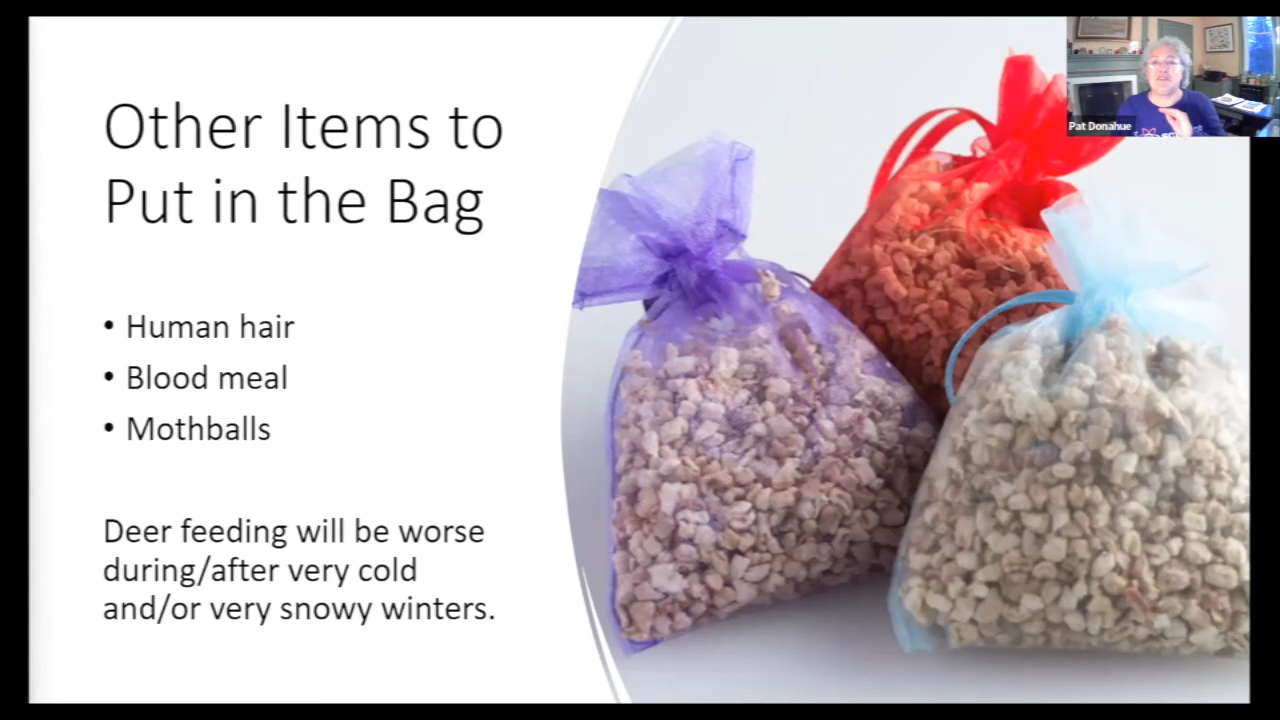 Other Items to
Put in the Bag
• Human hair
• Blood meal
• Mothballs
Deer feeding will be worse
during/after very cold
and/or very snowy winters.
Pat Donahue